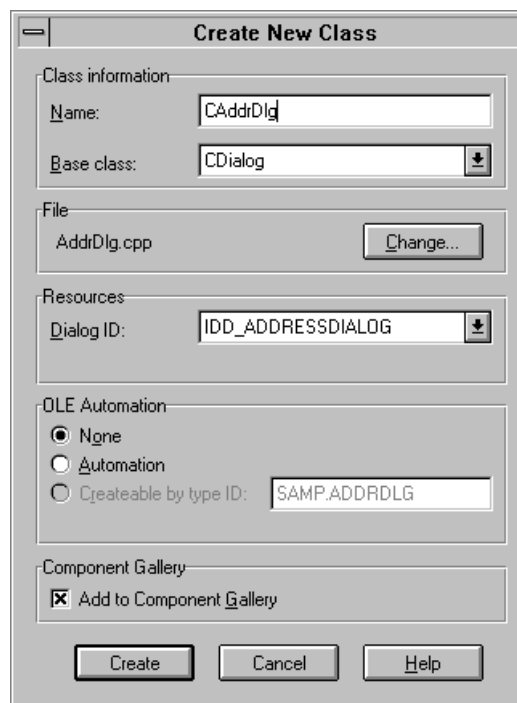 Create New Class
Class information
Name: CAddrDlg
Base class: CDialog
File
AddrDlg.cpp Change...
Resources
Dialog ID: IDD_ADDRESSDIALOG
OLE Automation
None
Automation
Createable by type ID: SAMP.ADDRDLG
Component Gallery
Add to Component Gallery
Create Cancel Help